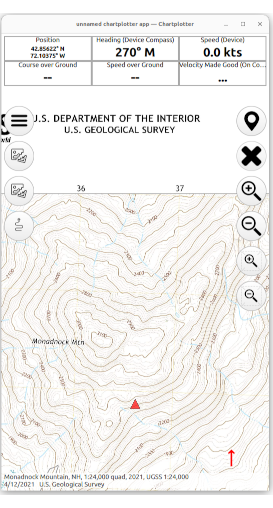 unnamed chartplotter app — Chartplotter
Position
42.85622° N
72.10375° W
Heading (Device Compass)
270° M
Speed (Device)
0.0 kts
Course over Ground
--
Speed over Ground
--
Velocity Made Good (On Co...
...
U.S. DEPARTMENT OF THE INTERIOR
U.S. GEOLOGICAL SURVEY
36
37
Monadnock Mtn
Monadnock Mountain, NH, 1:24,000 quad, 2021, UGSS 1:24,000
4/12/2021 U.S. Geological Survey